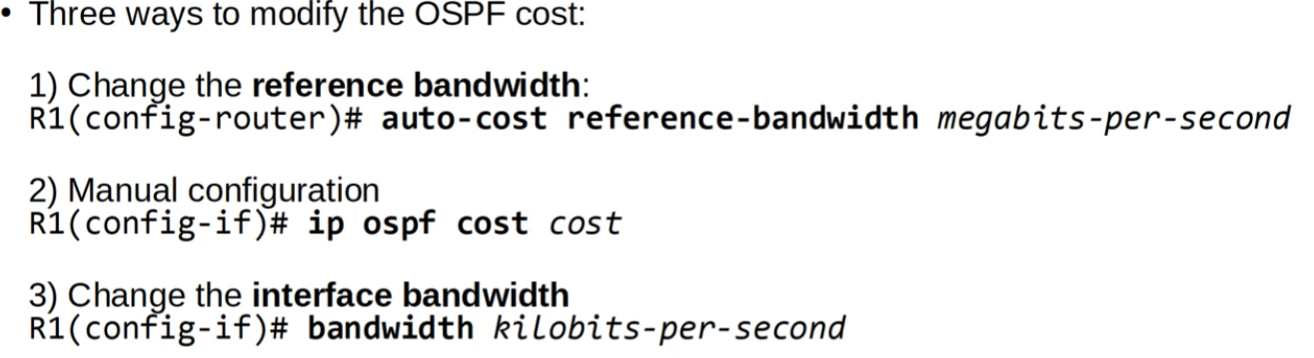 • Three ways to modify the OSPF cost:
1) Change the reference bandwidth:
R1(config-router)# auto-cost reference-bandwidth megabits-per-second
2) Manual configuration
R1(config-if)# ip ospf cost cost
3) Change the interface bandwidth
R1(config-if)# bandwidth kilobits-per-second